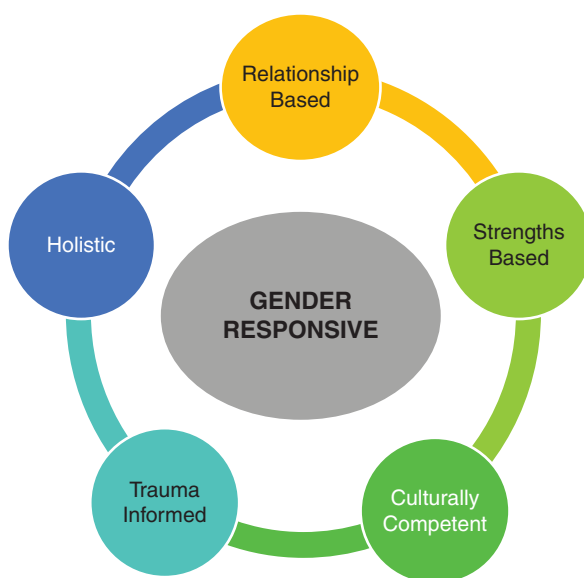 Relationship
Based
Strengths
Based
Culturally
Competent
Trauma
Informed
Holistic
GENDER
RESPONSIVE